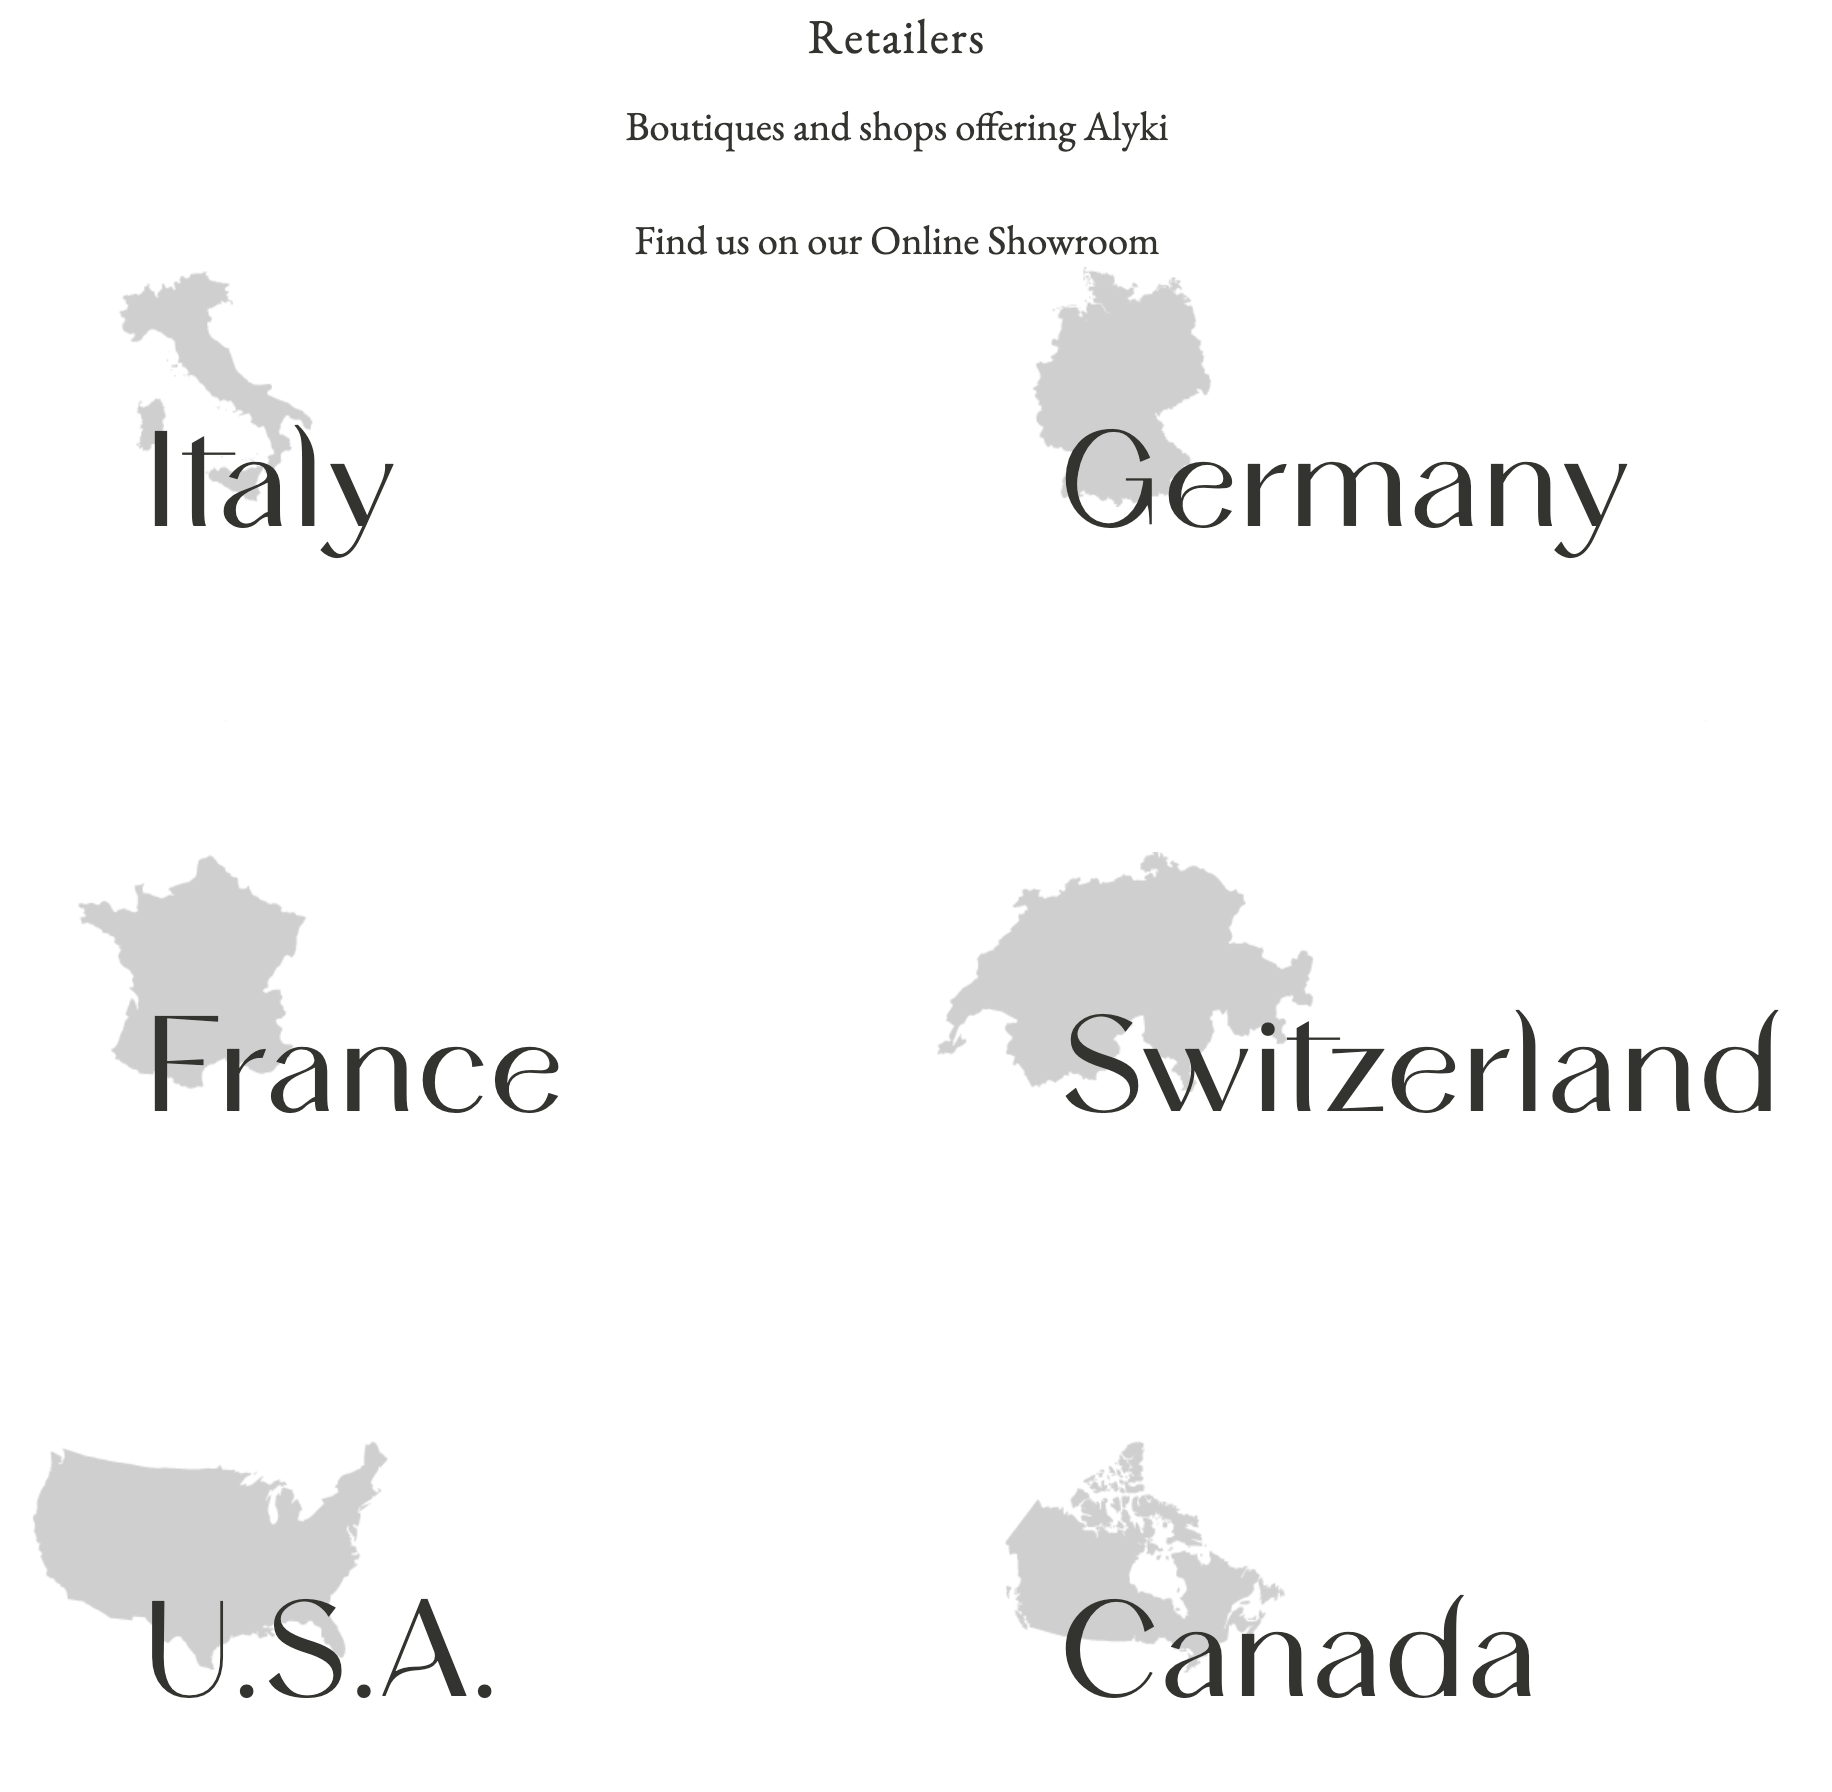 Retailers
Boutiques and shops offering Alyki
Find us on our Online Showroom
Italy
Germany
France
Switzerland
U.S.A.
Canada